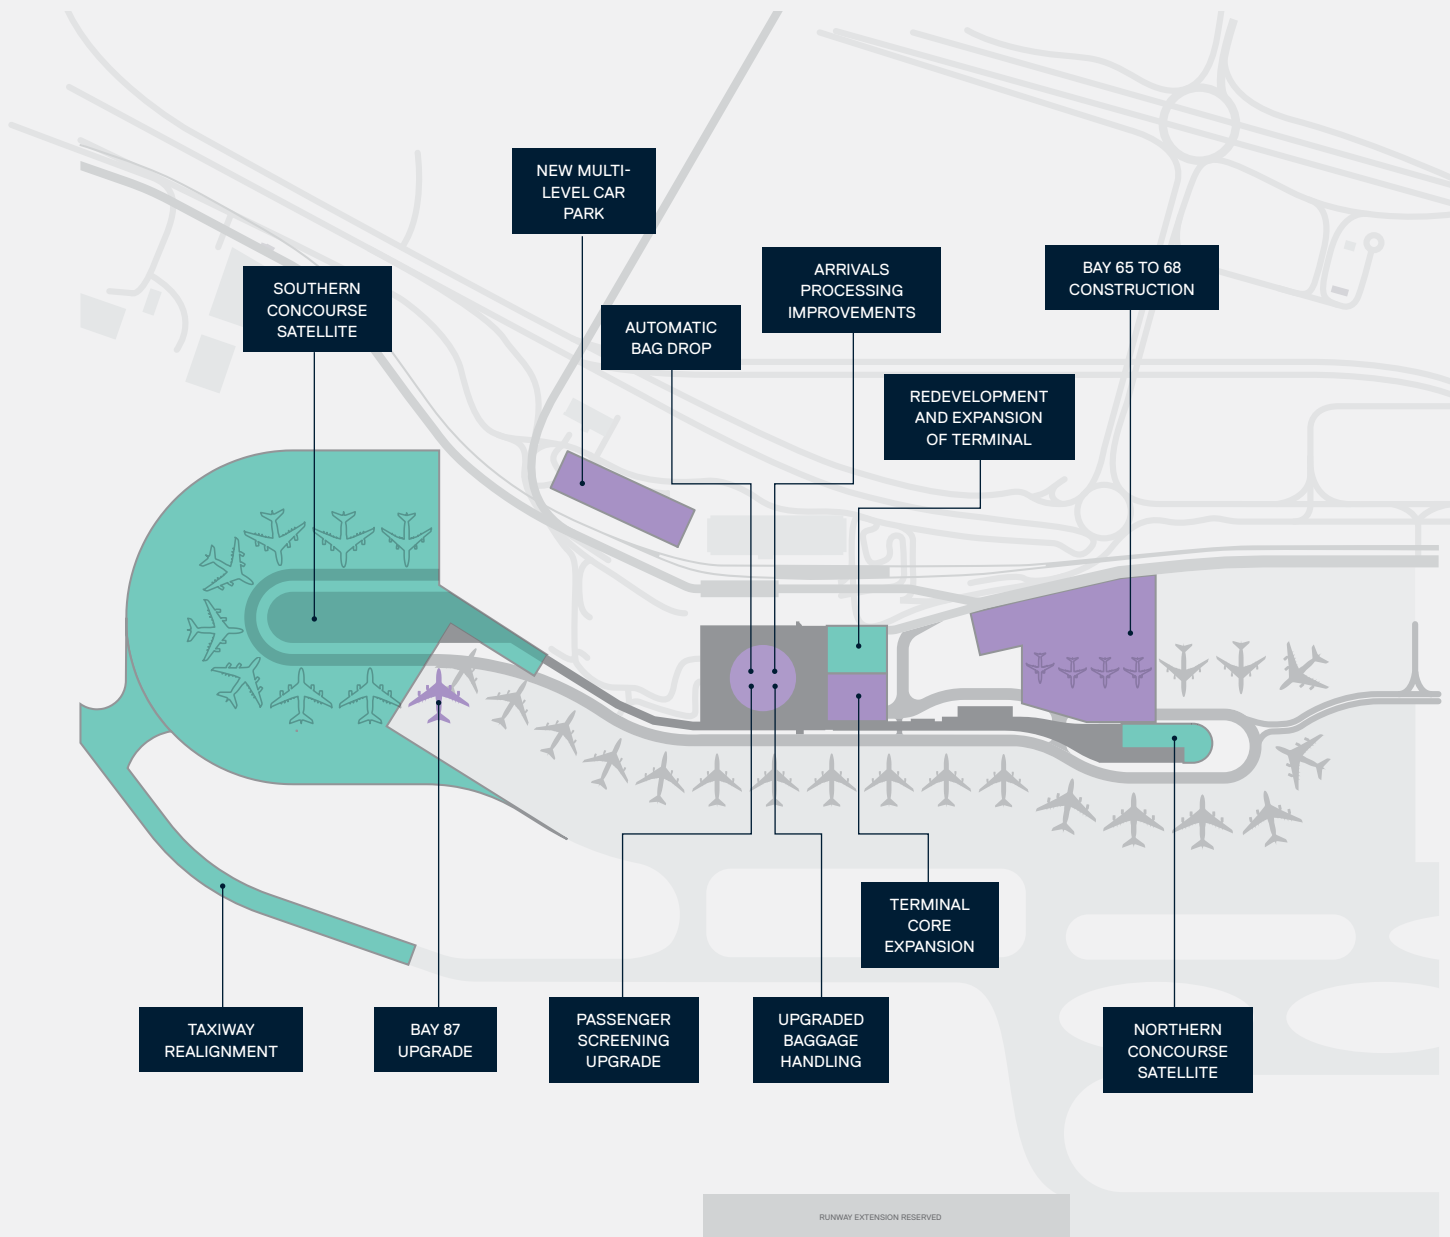 NEW MULTI-
LEVEL CAR
PARK
ARRIVALS
PROCESSING
IMPROVEMENTS
BAY 65 TO 68
CONSTRUCTION
SOUTHERN
CONCOURSE
SATELLITE
AUTOMATIC
BAG DROP
REDEVELOPMENT
AND EXPANSION
OF TERMINAL
TERMINAL
CORE
EXPANSION
TAXIWAY
REALIGNMENT
BAY 87
UPGRADE
PASSENGER
SCREENING
UPGRADE
UPGRADED
BAGGAGE
HANDLING
NORTHERN
CONCOURSE
SATELLITE
RUNWAY EXTENSION RESERVED